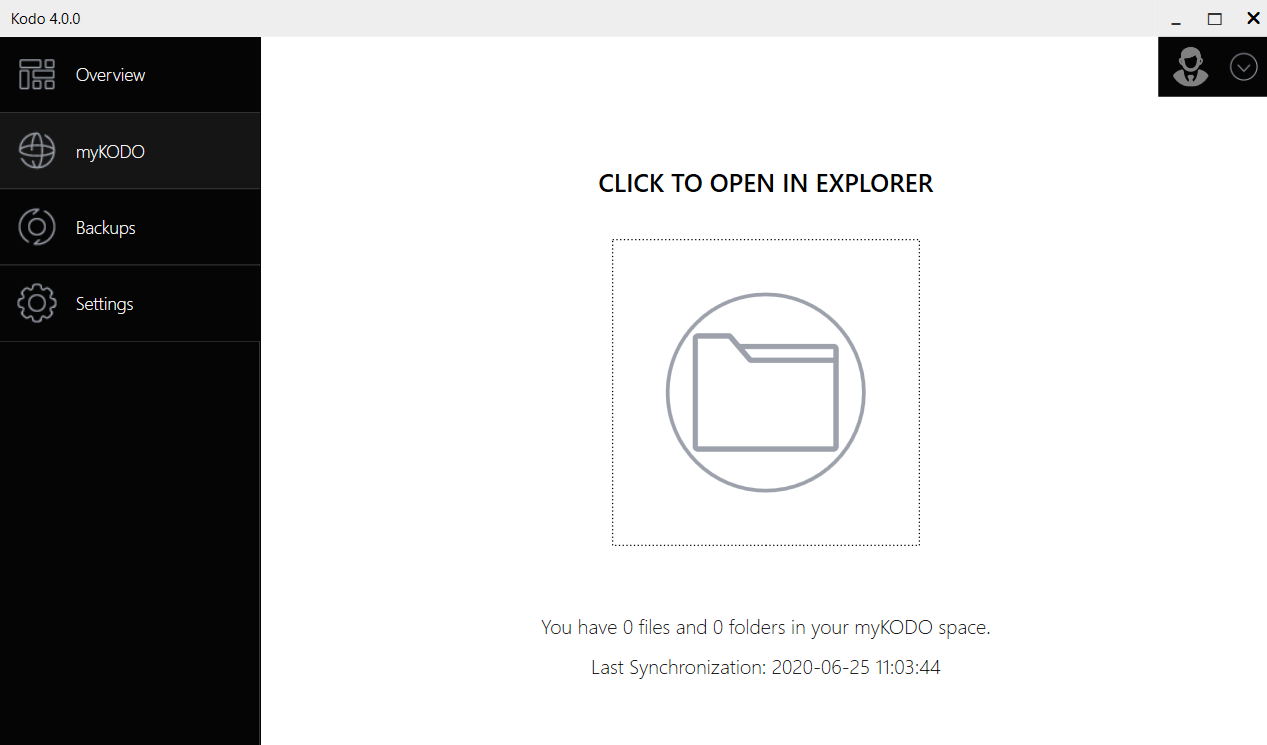 Kodo 4.0.0
Overview
myKODO
Backups
Settings
CLICK TO OPEN IN EXPLORER
You have 0 files and 0 folders in your myKODO space.
Last Synchronization: 2020-06-25 11:03:44